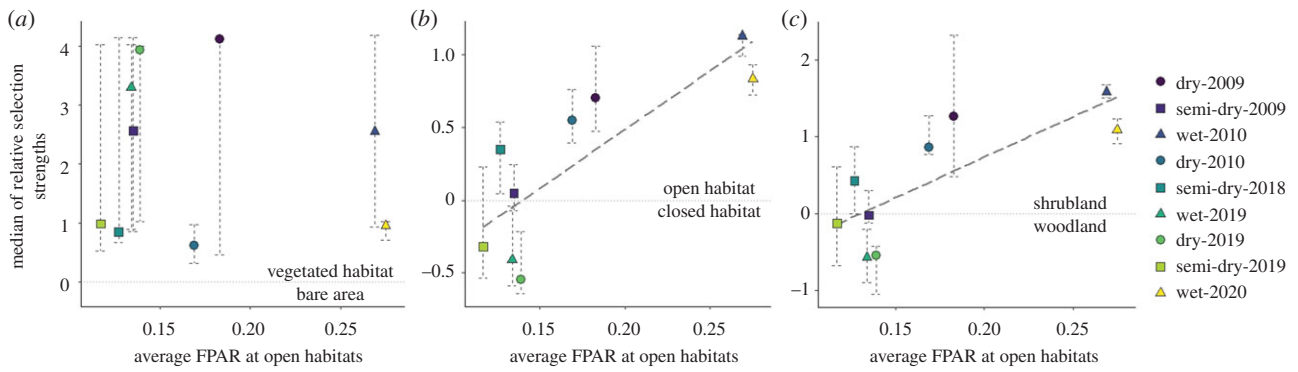 (a)
median of relative selection
strengths
4
3
2
1
0
vegetated habitat
bare area
0.15 0.20 0.25
average FPAR at open habitats
(b)
1.0
0.5
0
−0.5
open habitat
closed habitat
0.15 0.20 0.25
average FPAR at open habitats
(c)
2
1
0
−1
shrubland
woodland
0.15 0.20 0.25
average FPAR at open habitats
dry-2009
semi-dry-2009
wet-2010
dry-2010
semi-dry-2018
wet-2019
dry-2019
semi-dry-2019
wet-2020